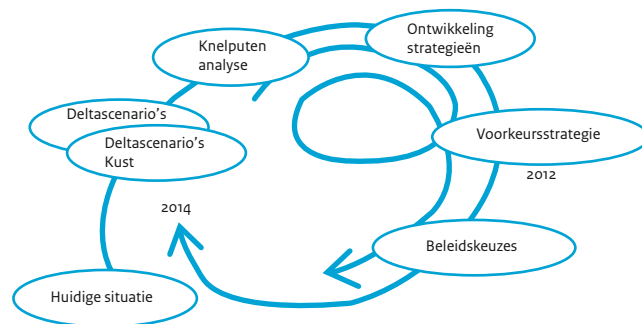 Knelputen
analyse
Ontwikkeling
strategieën
Deltascenario's
Deltascenario's
Kust
Voorkeursstrategie
2012
2014
Beleidskeuzes
Huidige situatie